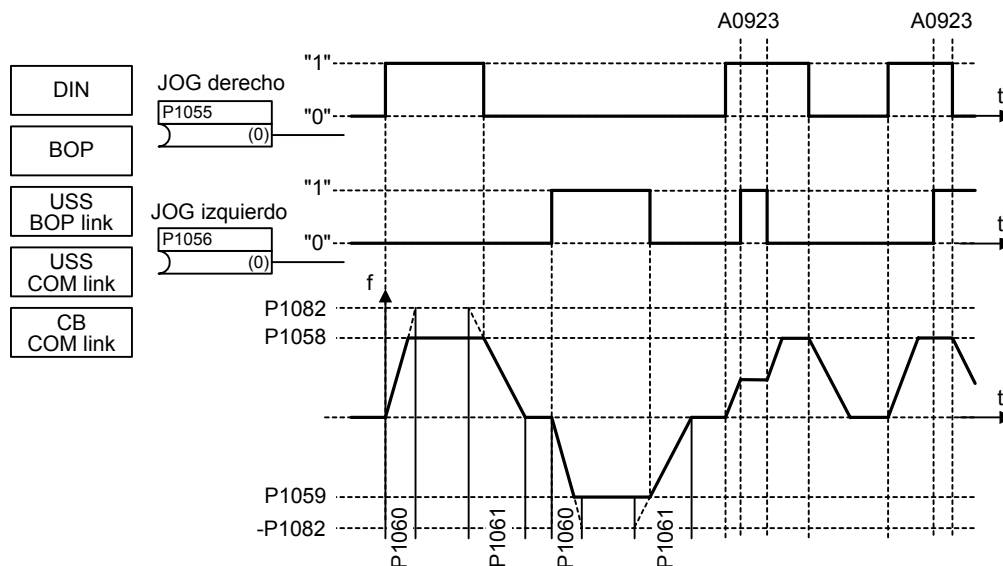 A0923 A0923
DIN
BOP
USS
BOP link
USS
COM link
CB
COM link
JOG derecho
P1055
(0)
"1"
"0"
t
JOG izquierdo
P1056
(0)
"1"
"0"
t
f
P1082
P1058
t
P1059
-P1082
P1060
P1061
P1060
P1061